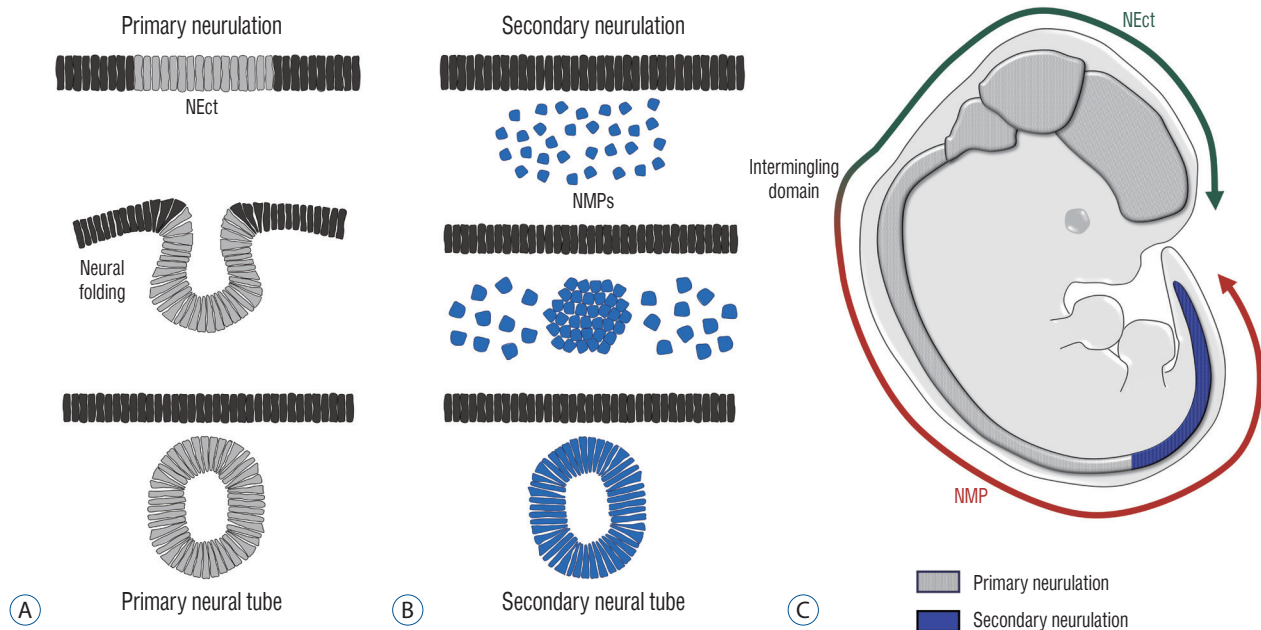 Primary neurulation
NEct
Neural
folding
Primary neural tube
A
Secondary neurulation
NMPs
Secondary neural tube
B
NEct
Intermingling
domain
NMP
C
Primary neurulation
Secondary neurulation